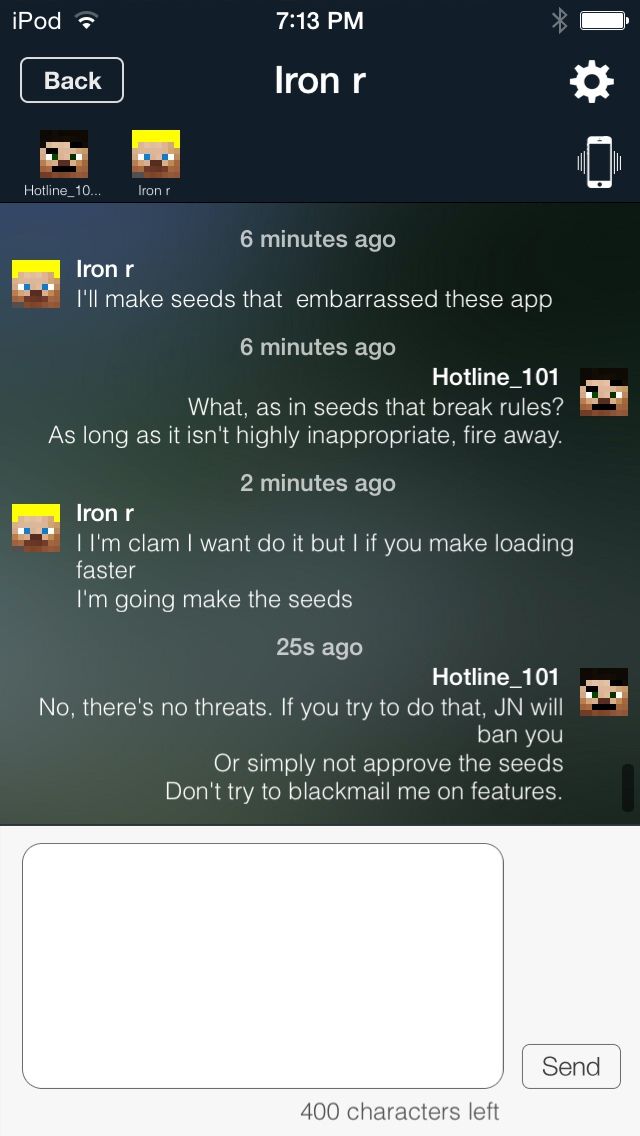 iPod 7:13 PM
Back Iron r
Hotline_10... Iron r
6 minutes ago
Iron r
I'll make seeds that  embarrassed these app
6 minutes ago
Hotline_101
What, as in seeds that break rules?
As long as it isn't highly inappropriate, fire away.
2 minutes ago
Iron r
I I'm clam I want do it but I if you make loading
faster
I'm going make the seeds
25s ago
Hotline_101
No, there's no threats. If you try to do that, JN will
ban you
Or simply not approve the seeds
Don't try to blackmail me on features.
Send
400 characters left